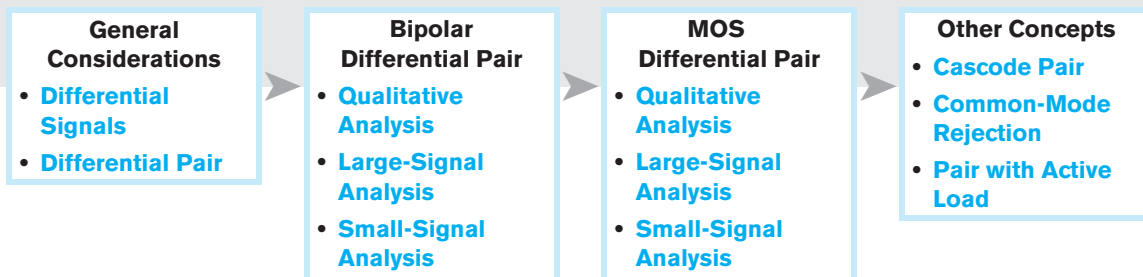 General
Considerations
• Differential
Signals
• Differential Pair
Bipolar
Differential Pair
• Qualitative
Analysis
• Large-Signal
Analysis
• Small-Signal
Analysis
MOS
Differential Pair
• Qualitative
Analysis
• Large-Signal
Analysis
• Small-Signal
Analysis
Other Concepts
• Cascode Pair
• Common-Mode
Rejection
• Pair with Active
Load